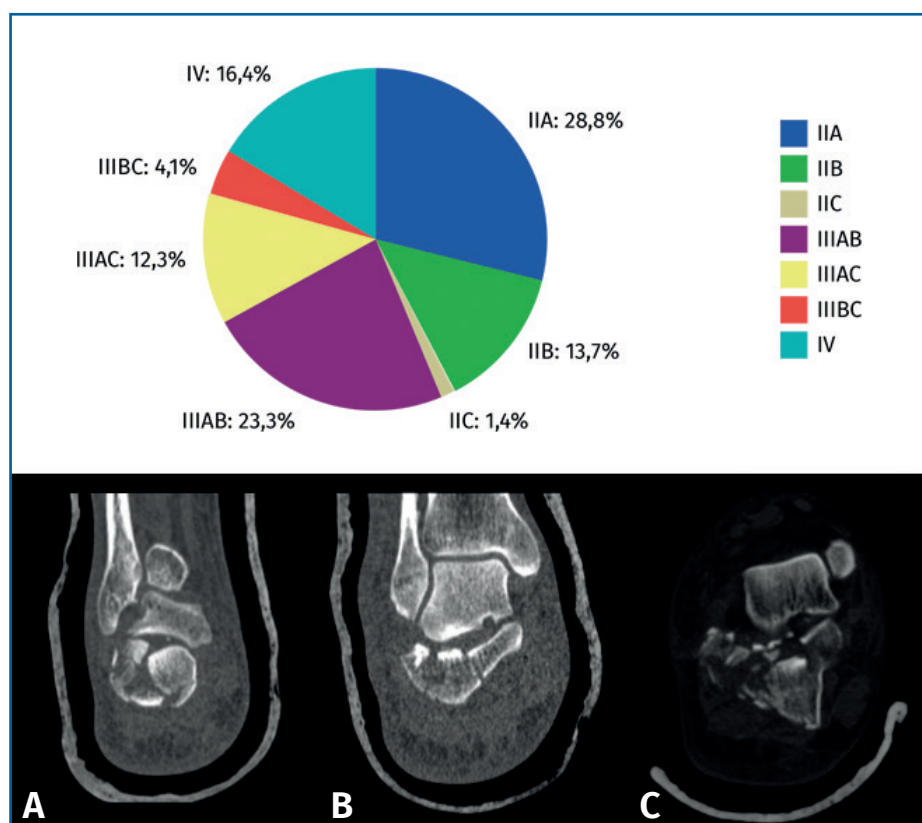 IV: 16,4%
IIA: 28,8%
IIIBC: 4,1%
IIIAC: 12,3%
IIB: 13,7%
IIIAB: 23,3%
IIC: 1,4%
IIA
IIB
IIC
IIIAB
IIIAC
IIIBC
IV
A
B
C